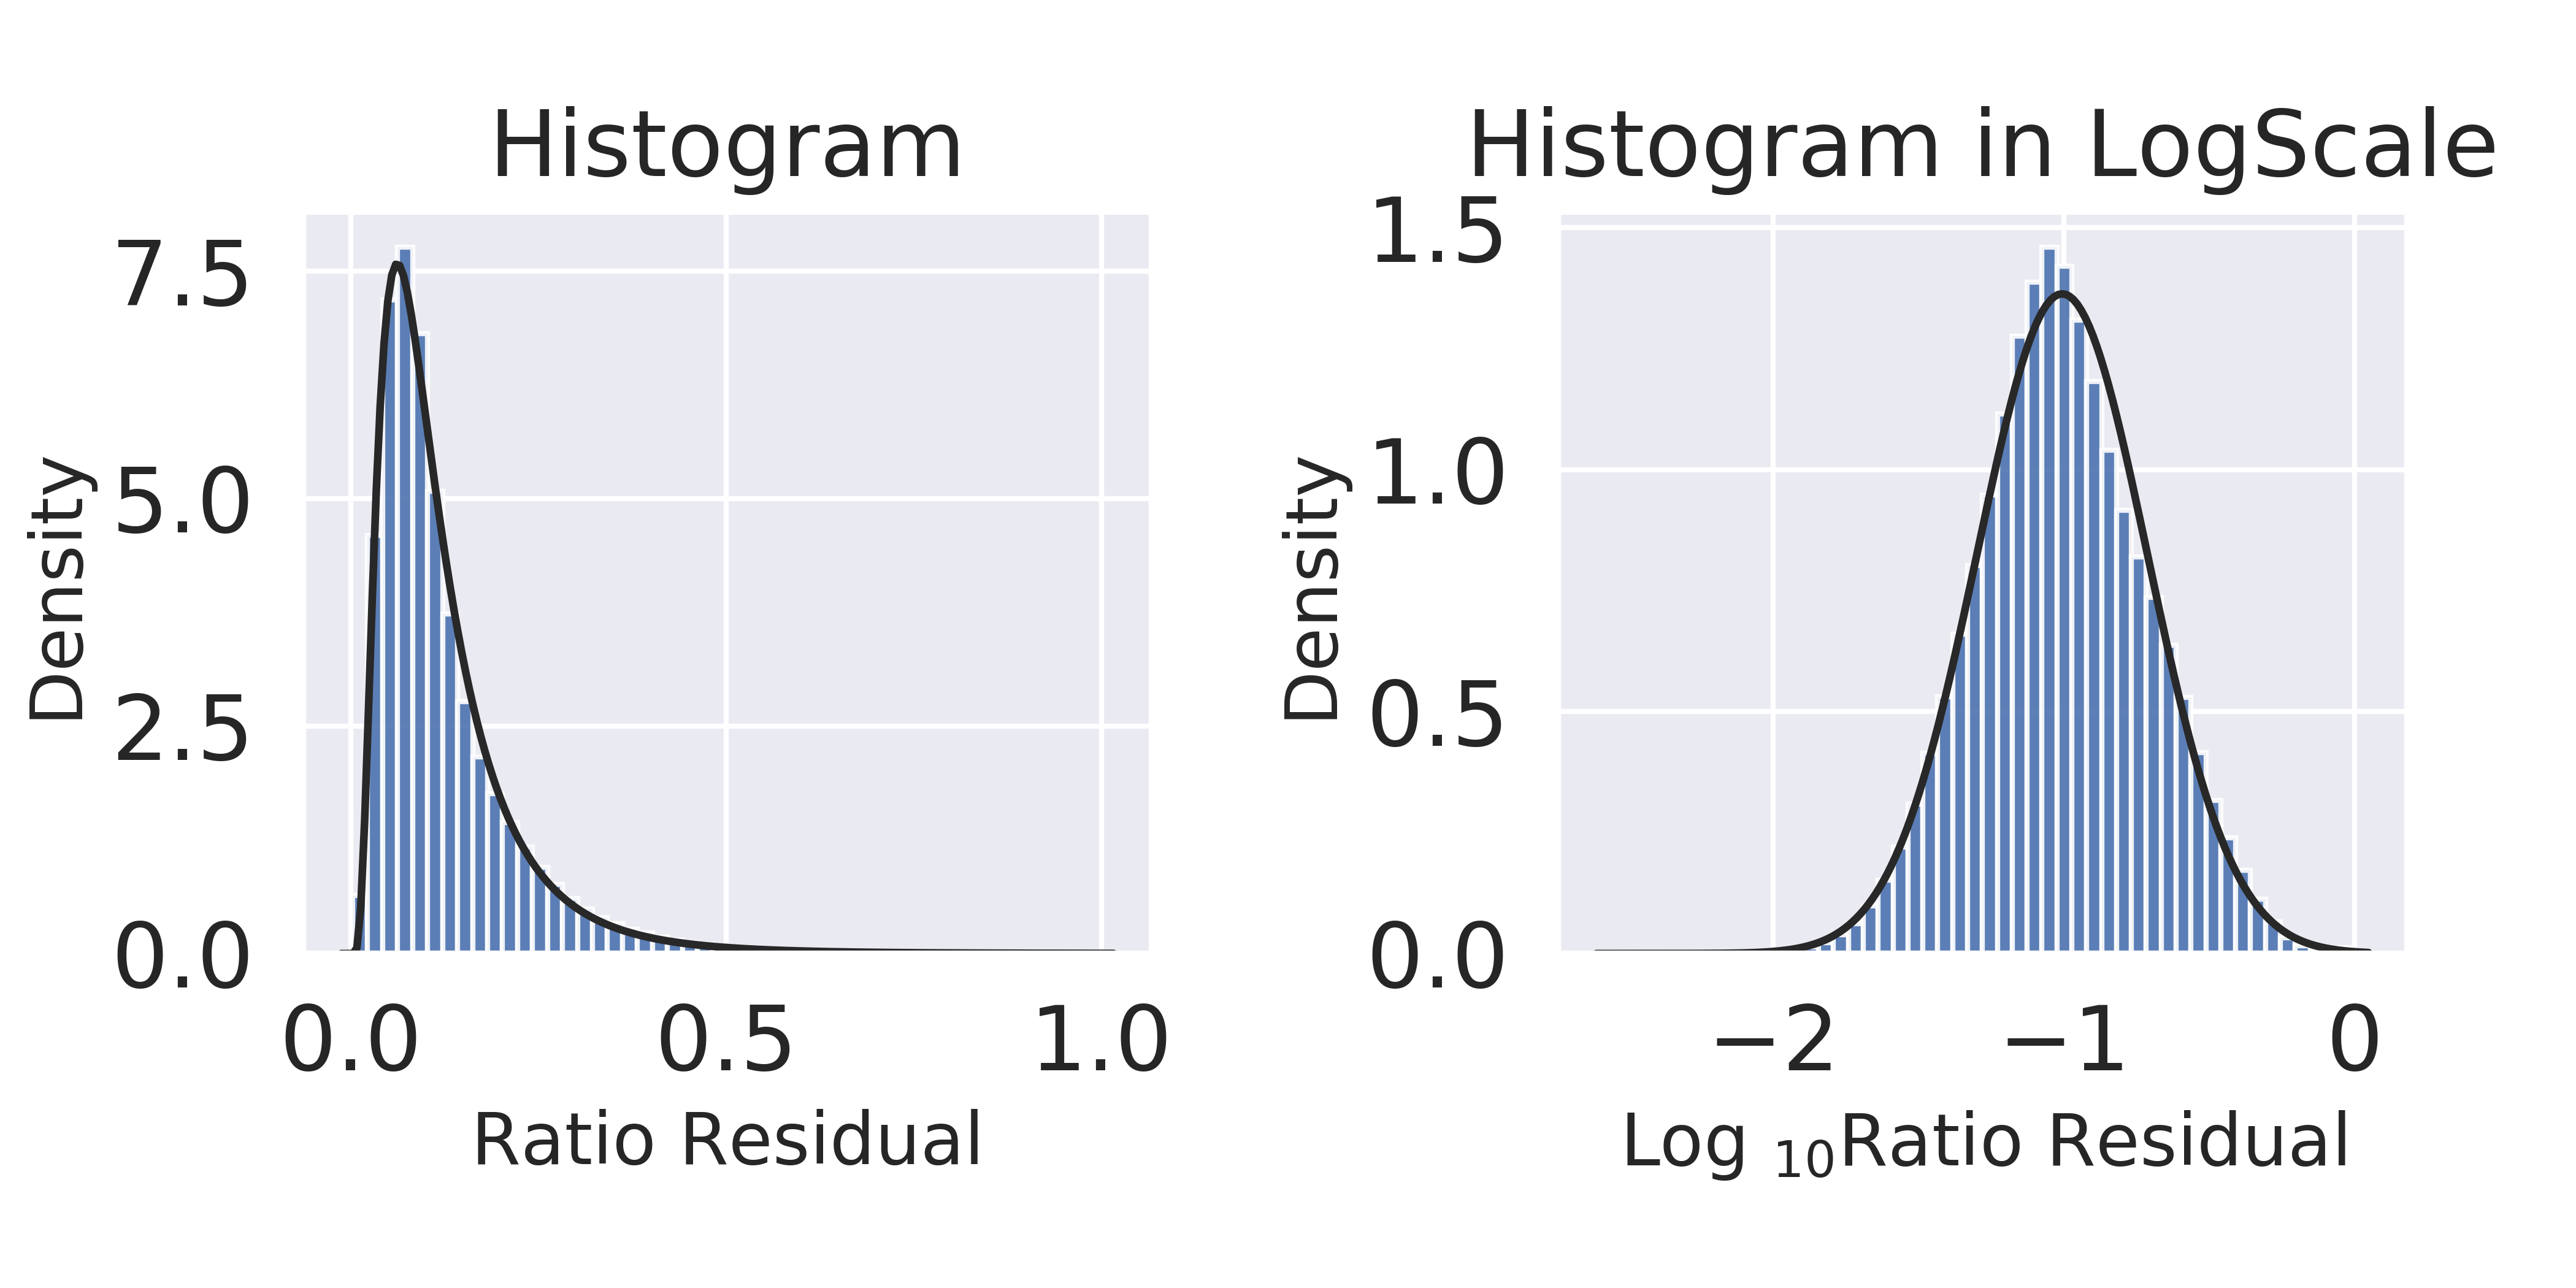 Histogram
7.5
5.0
2.5
0.0
Density
0.0 0.5 1.0
Ratio Residual
Histogram in LogScale
1.5
1.0
0.5
0.0
Density
−2 −1 0
Log 10Ratio Residual